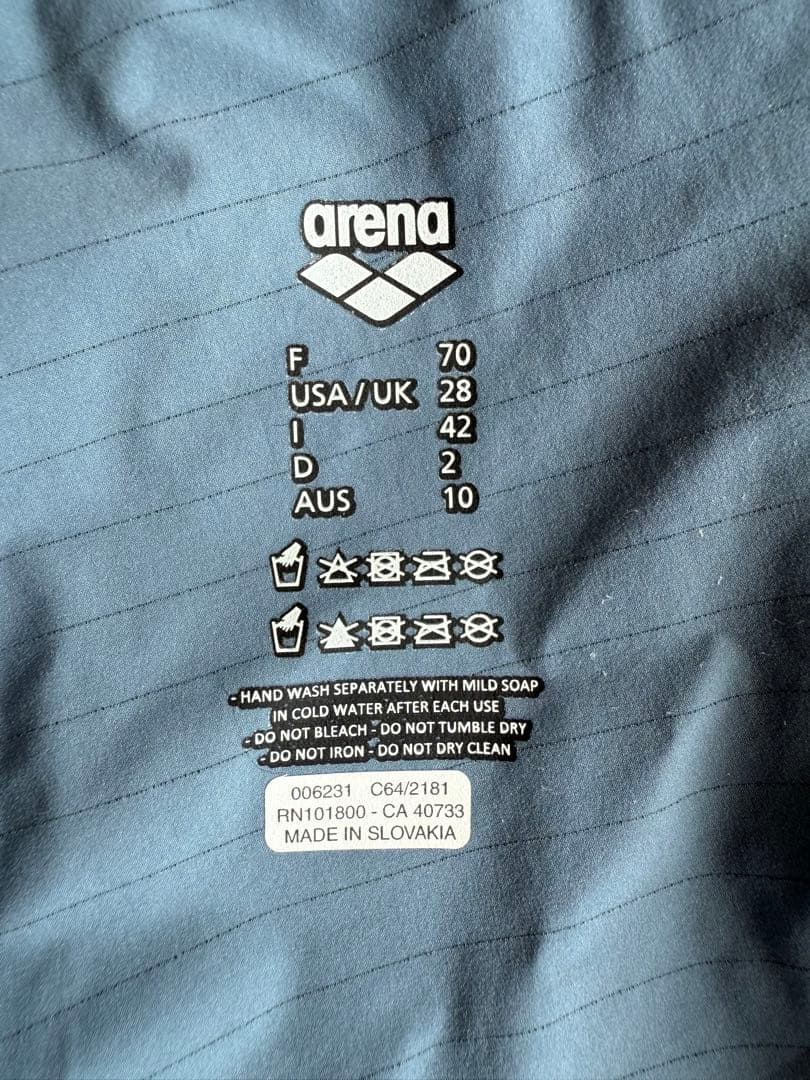 arena
F 70
USA/UK 28
I 42
D 2
AUS 10
- HAND WASH SEPARATELY WITH MILD SOAP
IN COLD WATER AFTER EACH USE
- DO NOT BLEACH - DO NOT TUMBLE DRY
- DO NOT IRON - DO NOT DRY CLEAN
006231 C64/2181
RN101800 - CA 40733
MADE IN SLOVAKIA